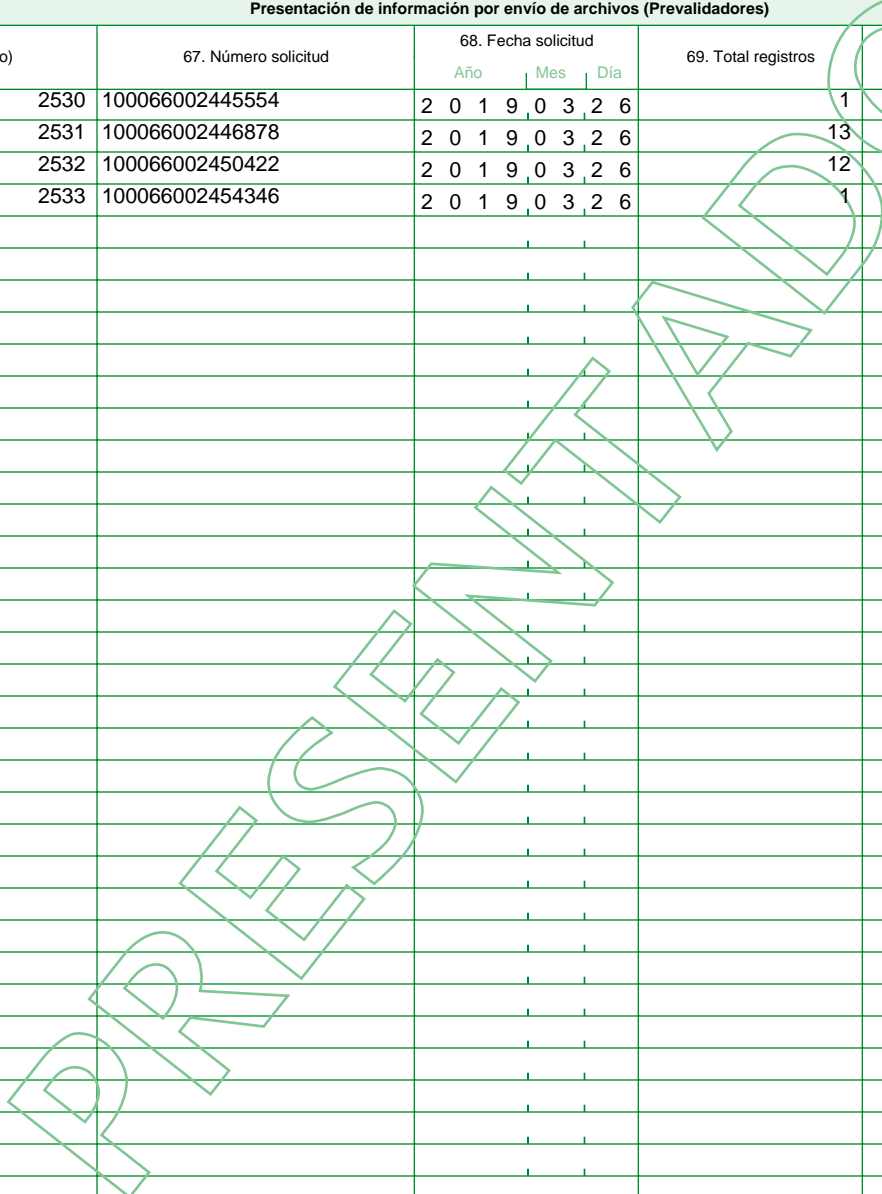 Presentación de información por envío de archivos (Prevalidadores)
o) 67. Número solicitud 68. Fecha solicitud 69. Total registros
Año Mes Día
2530 100066002445554 2 0 1 9 0 3 2 6 1
2531 100066002446878 2 0 1 9 0 3 2 6 13
2532 100066002450422 2 0 1 9 0 3 2 6 12
2533 100066002454346 2 0 1 9 0 3 2 6 1
PRESENTADO